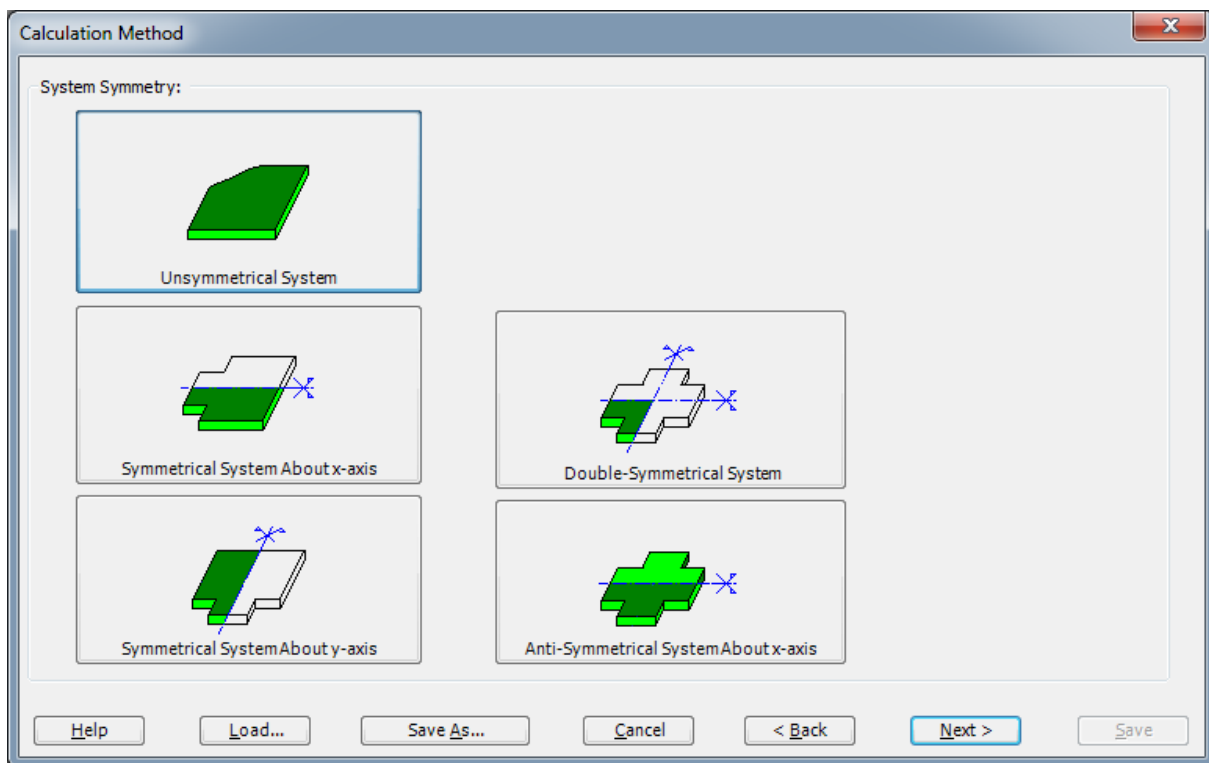 Calculation Method
System Symmetry:
Unsymmetrical System
Symmetrical System About x-axis
Double-Symmetrical System
Symmetrical System About y-axis
Anti-Symmetrical System About x-axis
Help
Load...
Save As...
Cancel
< Back
Next >
Save